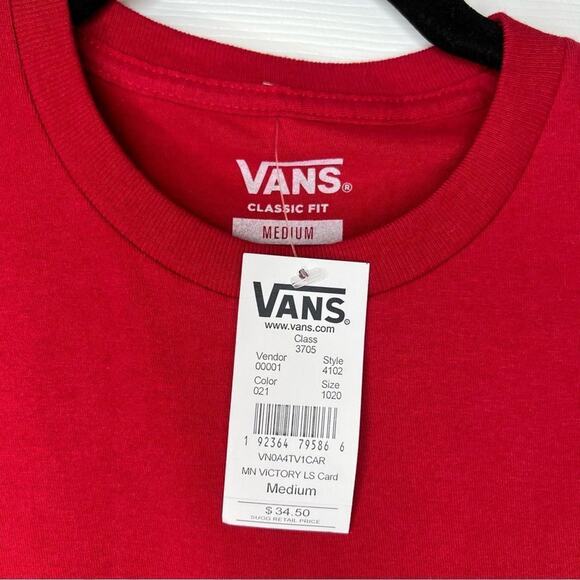 VANS®
CLASSIC FIT
MEDIUM
VANS®
www.vans.com
Class
3705
Vendor Style
00001 4102
Color Size
021 1020
1 92364 79586 6
VN0A4TV1CAR
MN VICTORY LS Card
Medium
$34.50
SUGG RETAIL PRICE